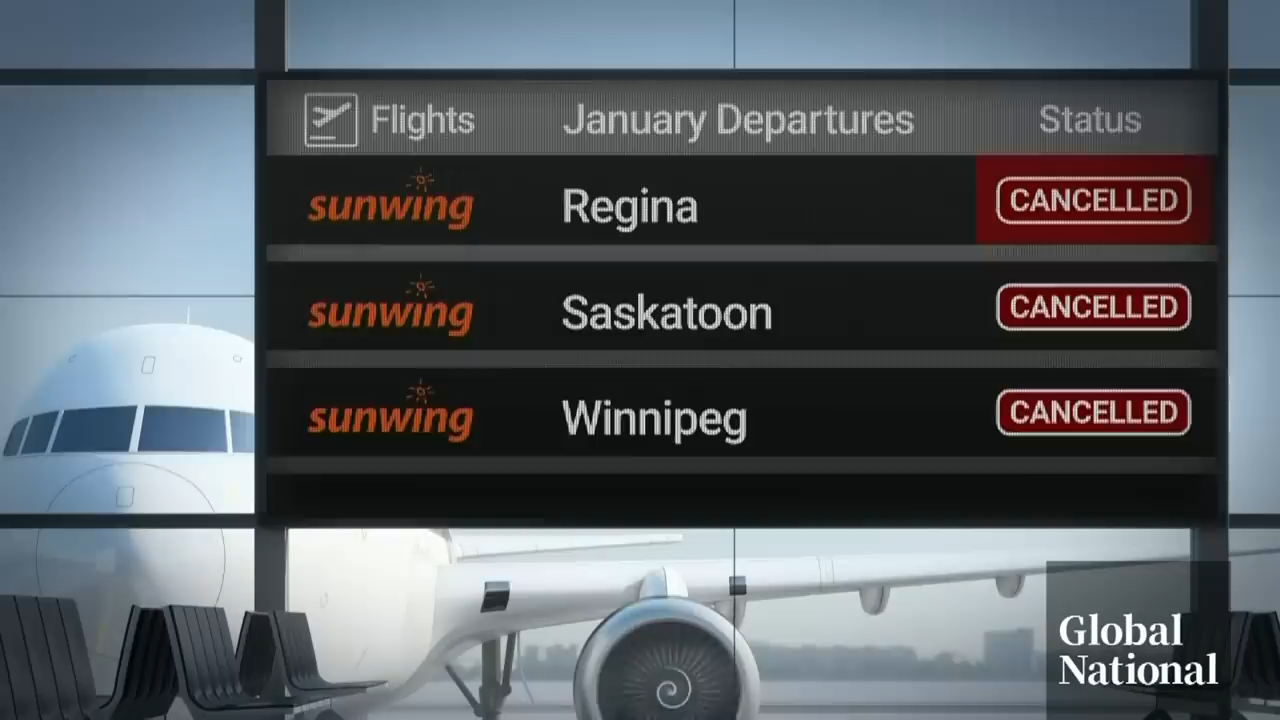 Flights January Departures Status
sunwing Regina CANCELLED
sunwing Saskatoon CANCELLED
sunwing Winnipeg CANCELLED
Global
National